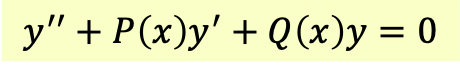 y'' + P(x)y' + Q(x)y = 0